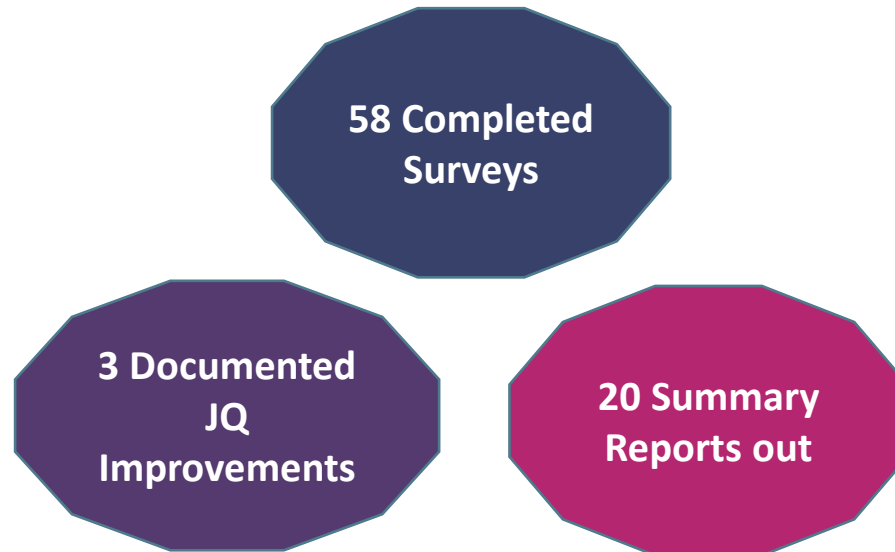 58 Completed
Surveys
3 Documented
JQ
Improvements
20 Summary
Reports out